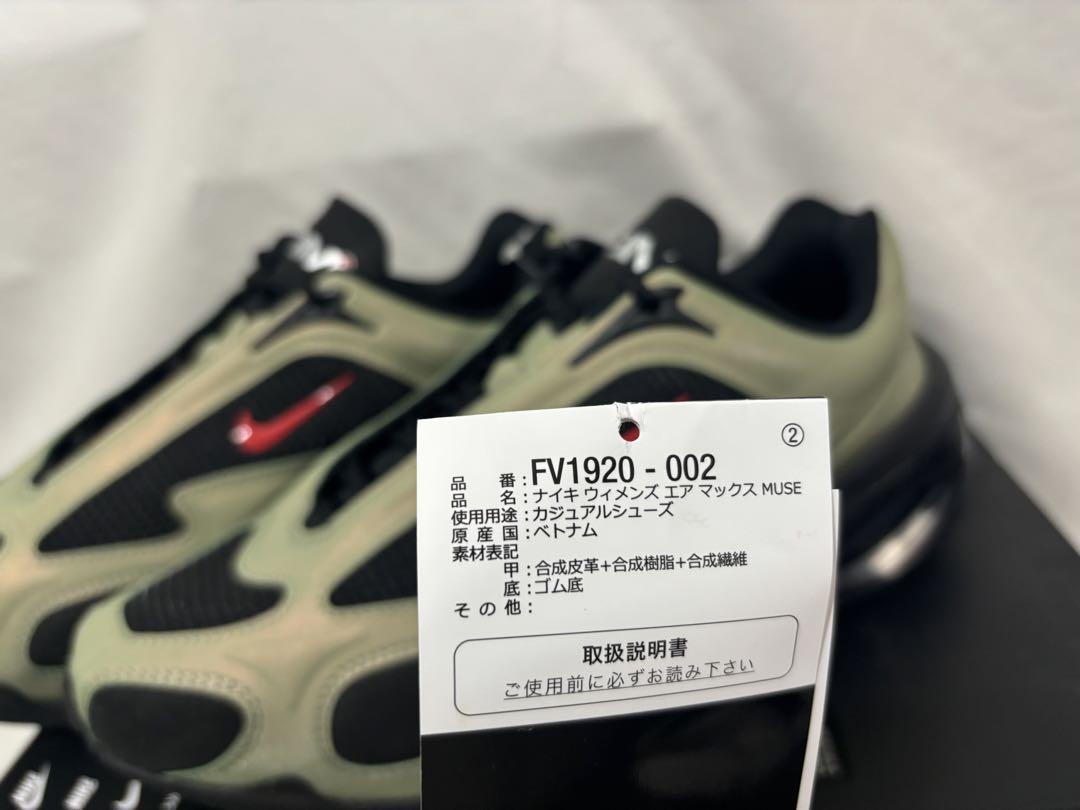 ②
品 番：FV1920 - 002
品 名：ナイキ ウィメンズ エア マックス MUSE
使用用途：カジュアルシューズ
原 産 国：ベトナム
素材表記
甲：合成皮革+合成樹脂+合成繊維
底：ゴム底
そ の 他：
取扱説明書
ご使用前に必ずお読み下さい
NIKE